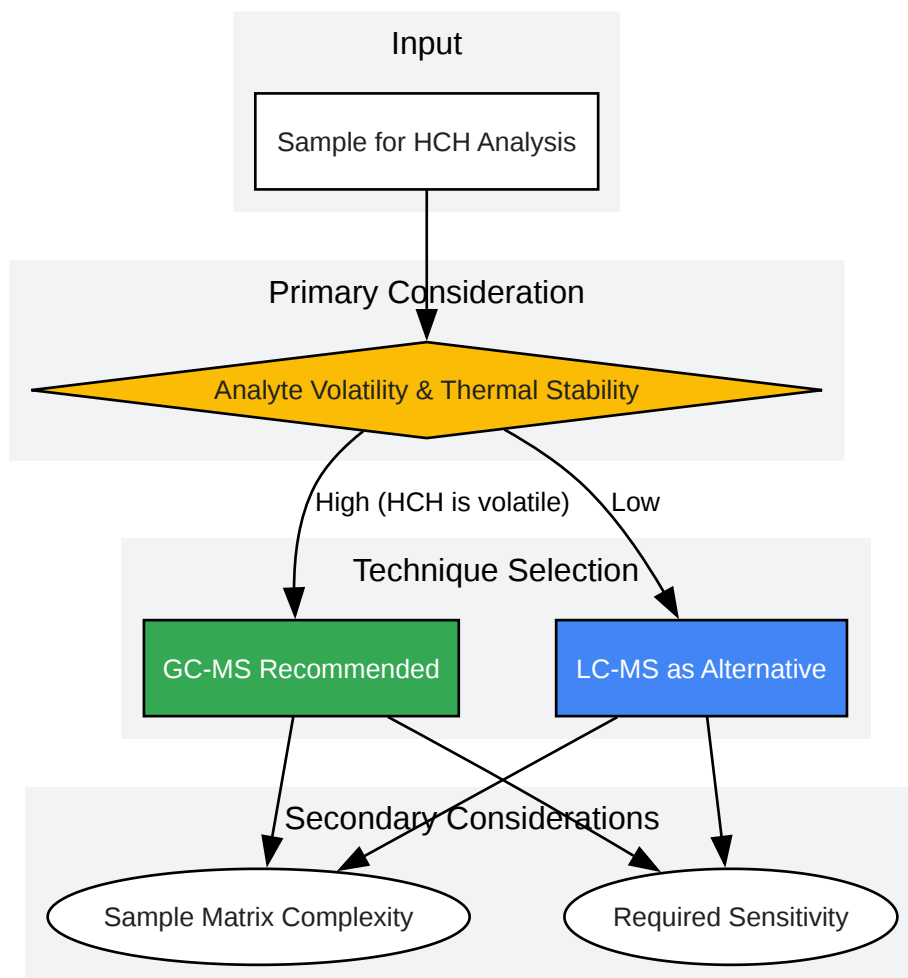 Input
Sample for HCH Analysis
Primary Consideration
Analyte Volatility & Thermal Stability
High (HCH is volatile)
Low
Technique Selection
GC-MS Recommended
LC-MS as Alternative
Secondary Considerations
Sample Matrix Complexity
Required Sensitivity